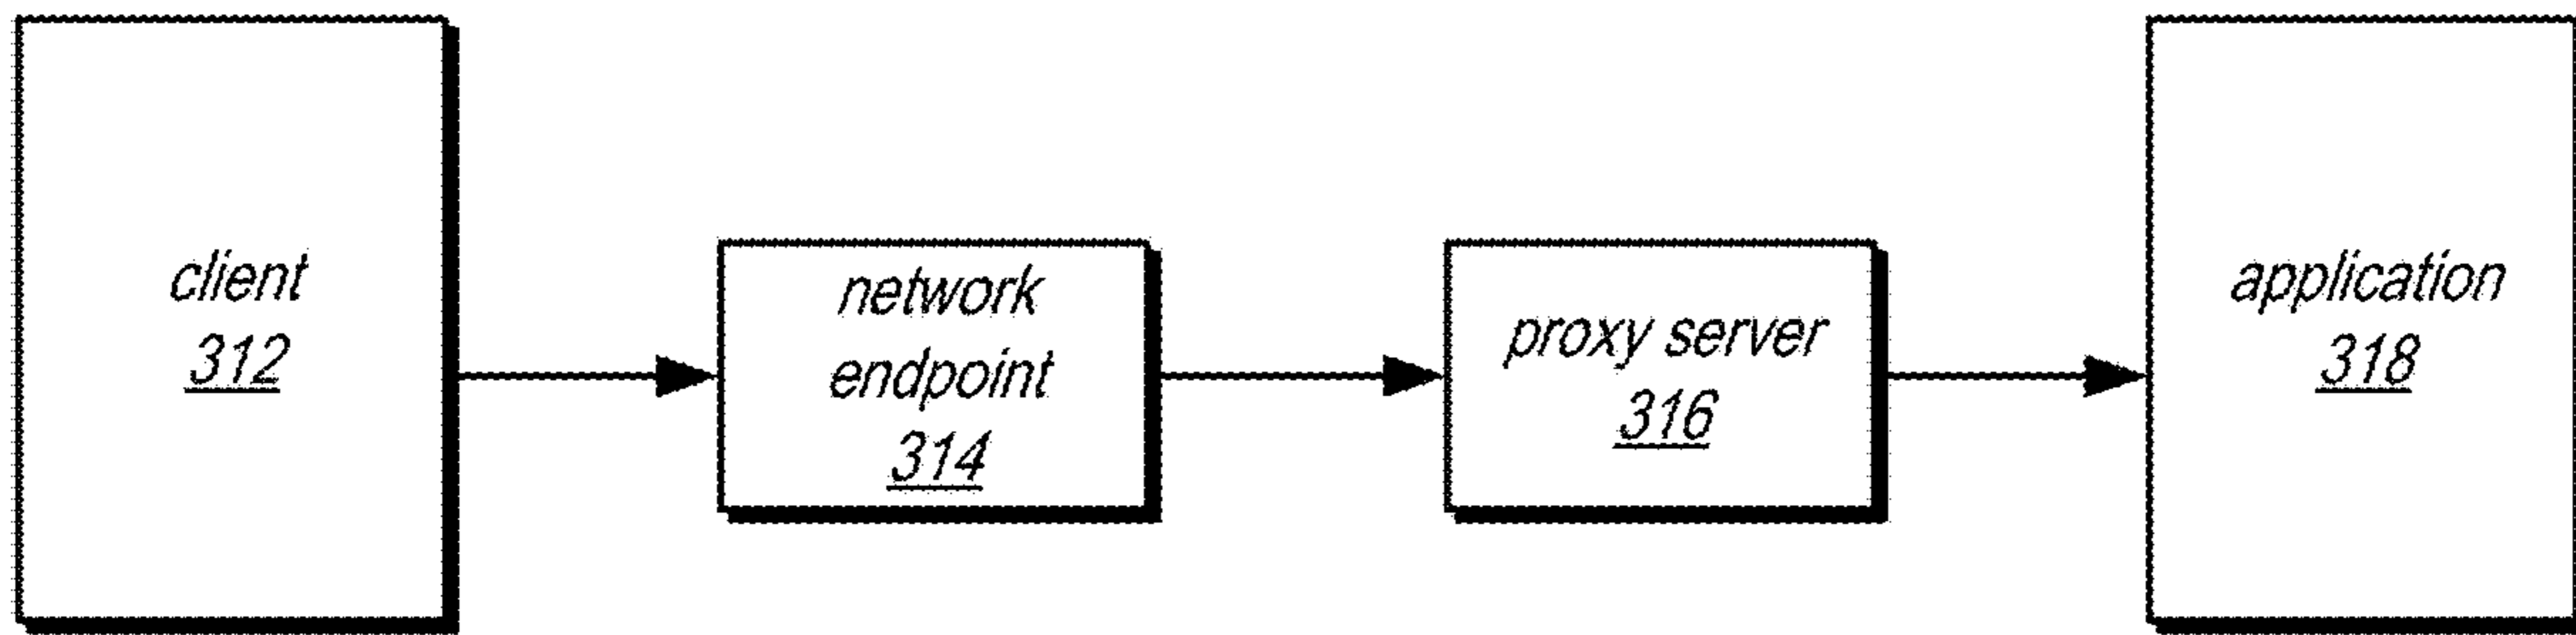 client
312
network
endpoint
314
proxy server
316
application
318